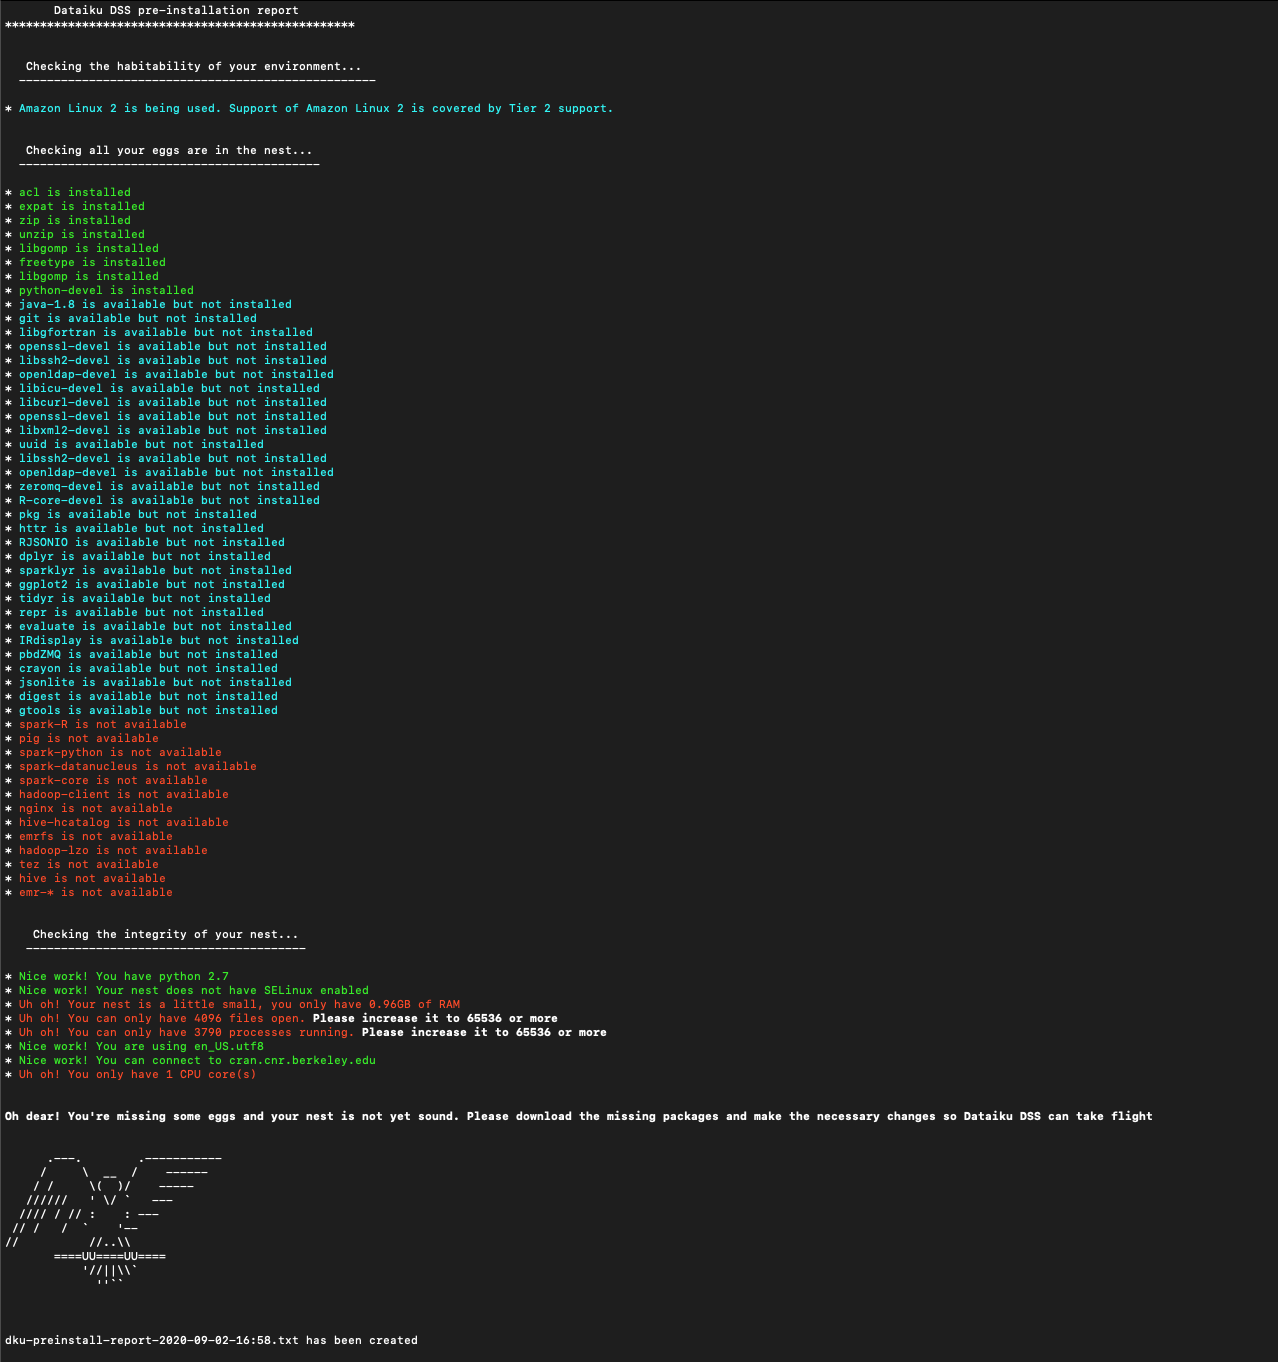 Dataiku DSS pre-installation report
**************************************************
Checking the habitability of your environment...
---------------------------------------------------
* Amazon Linux 2 is being used. Support of Amazon Linux 2 is covered by Tier 2 support.
Checking all your eggs are in the nest...
-------------------------------------------
* acl is installed
* expat is installed
* zip is installed
* unzip is installed
* libgomp is installed
* freetype is installed
* libgomp is installed
* python-devel is installed
* java-1.8 is available but not installed
* git is available but not installed
* libgfortran is available but not installed
* openssl-devel is available but not installed
* libssh2-devel is available but not installed
* openldap-devel is available but not installed
* libicu-devel is available but not installed
* libcurl-devel is available but not installed
* openssl-devel is available but not installed
* libxml2-devel is available but not installed
* uuid is available but not installed
* libssh2-devel is available but not installed
* openldap-devel is available but not installed
* zeromq-devel is available but not installed
* R-core-devel is available but not installed
* pkg is available but not installed
* httr is available but not installed
* RJSONIO is available but not installed
* dplyr is available but not installed
* sparklyr is available but not installed
* ggplot2 is available but not installed
* tidyr is available but not installed
* repr is available but not installed
* evaluate is available but not installed
* IRdisplay is available but not installed
* pbdZMQ is available but not installed
* crayon is available but not installed
* jsonlite is available but not installed
* digest is available but not installed
* gtools is available but not installed
* spark-R is not available
* pig is not available
* spark-python is not available
* spark-datanucleus is not available
* spark-core is not available
* hadoop-client is not available
* nginx is not available
* hive-hcatalog is not available
* emrfs is not available
* hadoop-lzo is not available
* tez is not available
* hive is not available
* emr-* is not available
Checking the integrity of your nest...
----------------------------------------
* Nice work! You have python 2.7
* Nice work! Your nest does not have SELinux enabled
* Uh oh! Your nest is a little small, you only have 0.96GB of RAM
* Uh oh! You can only have 4096 files open. Please increase it to 65536 or more
* Uh oh! You can only have 3790 processes running. Please increase it to 65536 or more
* Nice work! You are using en_US.utf8
* Nice work! You can connect to cran.cnr.berkeley.edu
* Uh oh! You only have 1 CPU core(s)
Oh dear! You're missing some eggs and your nest is not yet sound. Please download the missing packages and make the necessary changes so Dataiku DSS can take flight
      .---.        .-----------
     /     \  __  /    ------
    / /     \(  )/    -----
   //////   ' \/ `   ---
  //// / // :    : ---
 // /   /  `    '--
//          //..\\
       ====UU====UU====
           '//||\\`
             ''``
dku-preinstall-report-2020-09-02-16:58.txt has been created